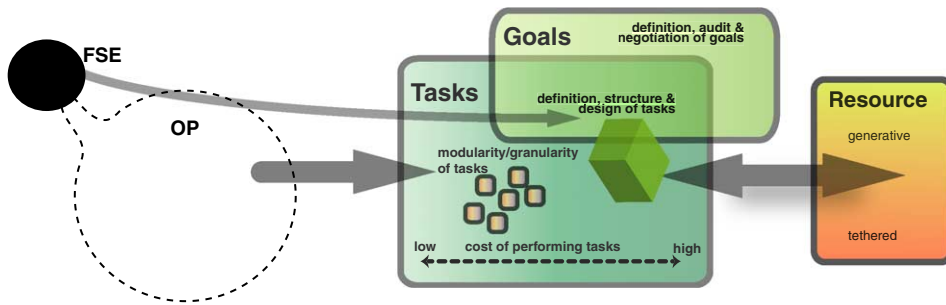 FSE
OP
Goals
definition, audit &
negotiation of goals
Tasks
definition, structure &
design of tasks
modularity/granularity
of tasks
low
cost of performing tasks
high
Resource
generative
tethered